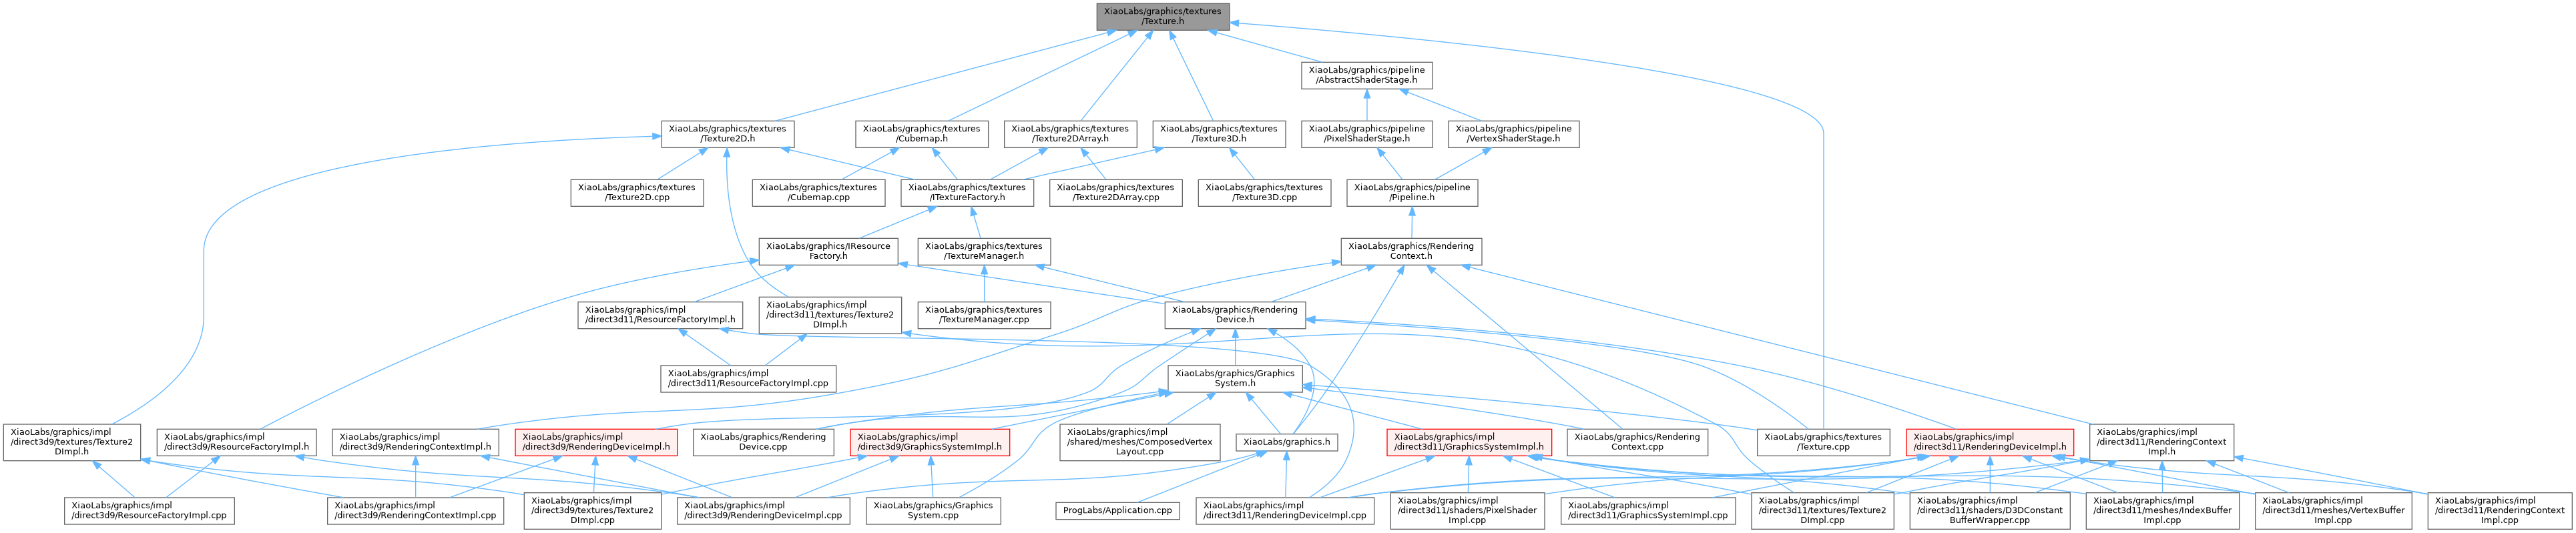 XiaoLabs/graphics/textures
/Texture.h
XiaoLabs/graphics/pipeline
/AbstractShaderStage.h
XiaoLabs/graphics/textures
/Texture2D.h
XiaoLabs/graphics/textures
/Cubemap.h
XiaoLabs/graphics/textures
/Texture2DArray.h
XiaoLabs/graphics/textures
/Texture3D.h
XiaoLabs/graphics/pipeline
/PixelShaderStage.h
XiaoLabs/graphics/pipeline
/VertexShaderStage.h
XiaoLabs/graphics/textures
/Texture2D.cpp
XiaoLabs/graphics/textures
/Cubemap.cpp
XiaoLabs/graphics/textures
/ITextureFactory.h
XiaoLabs/graphics/textures
/Texture2DArray.cpp
XiaoLabs/graphics/textures
/Texture3D.cpp
XiaoLabs/graphics/pipeline
/Pipeline.h
XiaoLabs/graphics/IResource
Factory.h
XiaoLabs/graphics/textures
/TextureManager.h
XiaoLabs/graphics/Rendering
Context.h
XiaoLabs/graphics/impl
/direct3d11/ResourceFactoryImpl.h
XiaoLabs/graphics/impl
/direct3d11/textures/Texture2
DImpl.h
XiaoLabs/graphics/textures
/TextureManager.cpp
XiaoLabs/graphics/Rendering
Device.h
XiaoLabs/graphics/impl
/direct3d11/ResourceFactoryImpl.cpp
XiaoLabs/graphics/Graphics
System.h
XiaoLabs/graphics/impl
/direct3d9/textures/Texture2
DImpl.h
XiaoLabs/graphics/impl
/direct3d9/ResourceFactoryImpl.h
XiaoLabs/graphics/impl
/direct3d9/RenderingContextImpl.h
XiaoLabs/graphics/impl
/direct3d9/RenderingDeviceImpl.h
XiaoLabs/graphics/Rendering
Device.cpp
XiaoLabs/graphics/impl
/direct3d9/GraphicsSystemImpl.h
XiaoLabs/graphics/impl
/shared/meshes/ComposedVertex
Layout.cpp
XiaoLabs/graphics.h
XiaoLabs/graphics/impl
/direct3d11/GraphicsSystemImpl.h
XiaoLabs/graphics/Rendering
Context.cpp
XiaoLabs/graphics/textures
/Texture.cpp
XiaoLabs/graphics/impl
/direct3d11/RenderingDeviceImpl.h
XiaoLabs/graphics/impl
/direct3d11/RenderingContext
Impl.h
XiaoLabs/graphics/impl
/direct3d9/ResourceFactoryImpl.cpp
XiaoLabs/graphics/impl
/direct3d9/RenderingContextImpl.cpp
XiaoLabs/graphics/impl
/direct3d9/textures/Texture2
DImpl.cpp
XiaoLabs/graphics/impl
/direct3d9/RenderingDeviceImpl.cpp
XiaoLabs/graphics/Graphics
System.cpp
ProgLabs/Application.cpp
XiaoLabs/graphics/impl
/direct3d11/RenderingDeviceImpl.cpp
XiaoLabs/graphics/impl
/direct3d11/shaders/PixelShader
Impl.cpp
XiaoLabs/graphics/impl
/direct3d11/GraphicsSystemImpl.cpp
XiaoLabs/graphics/impl
/direct3d11/textures/Texture2
DImpl.cpp
XiaoLabs/graphics/impl
/direct3d11/shaders/D3DConstant
BufferWrapper.cpp
XiaoLabs/graphics/impl
/direct3d11/meshes/IndexBuffer
Impl.cpp
XiaoLabs/graphics/impl
/direct3d11/meshes/VertexBuffer
Impl.cpp
XiaoLabs/graphics/impl
/direct3d11/RenderingContext
Impl.cpp